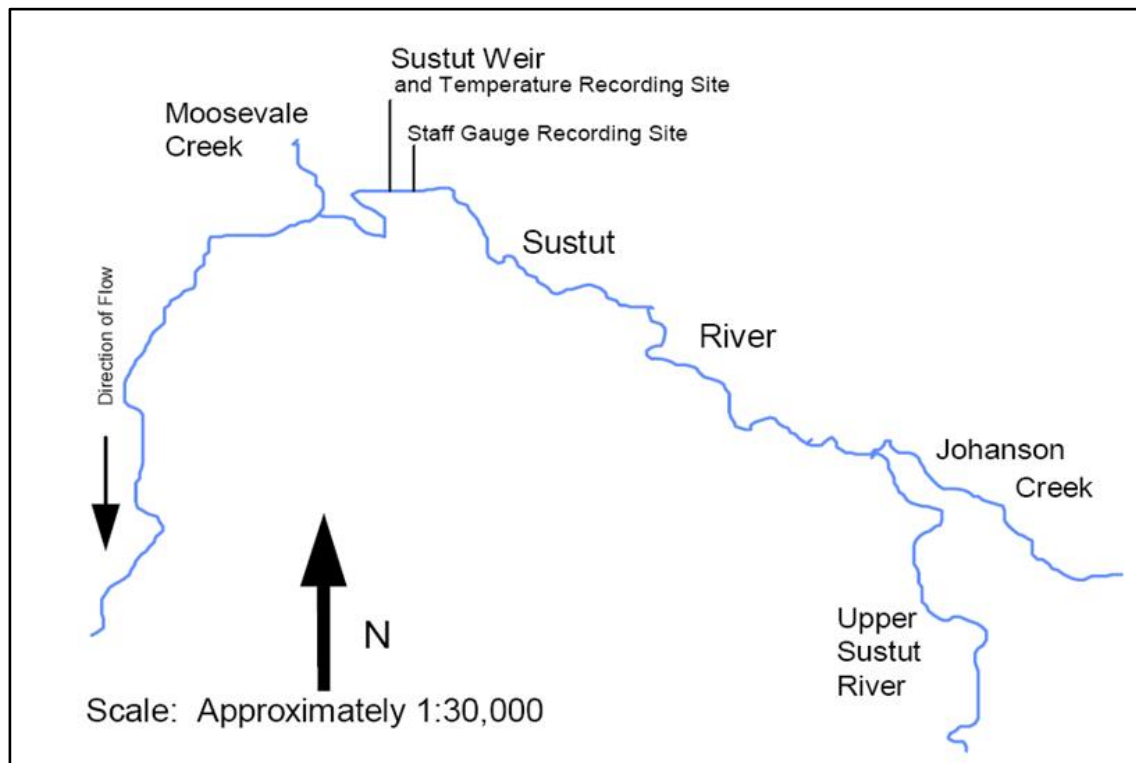 Sustut Weir
and Temperature Recording Site
Staff Gauge Recording Site
Moosevale
Creek
Sustut
River
Direction of Flow
Johanson
Creek
Upper
Sustut
River
N
Scale: Approximately 1:30,000